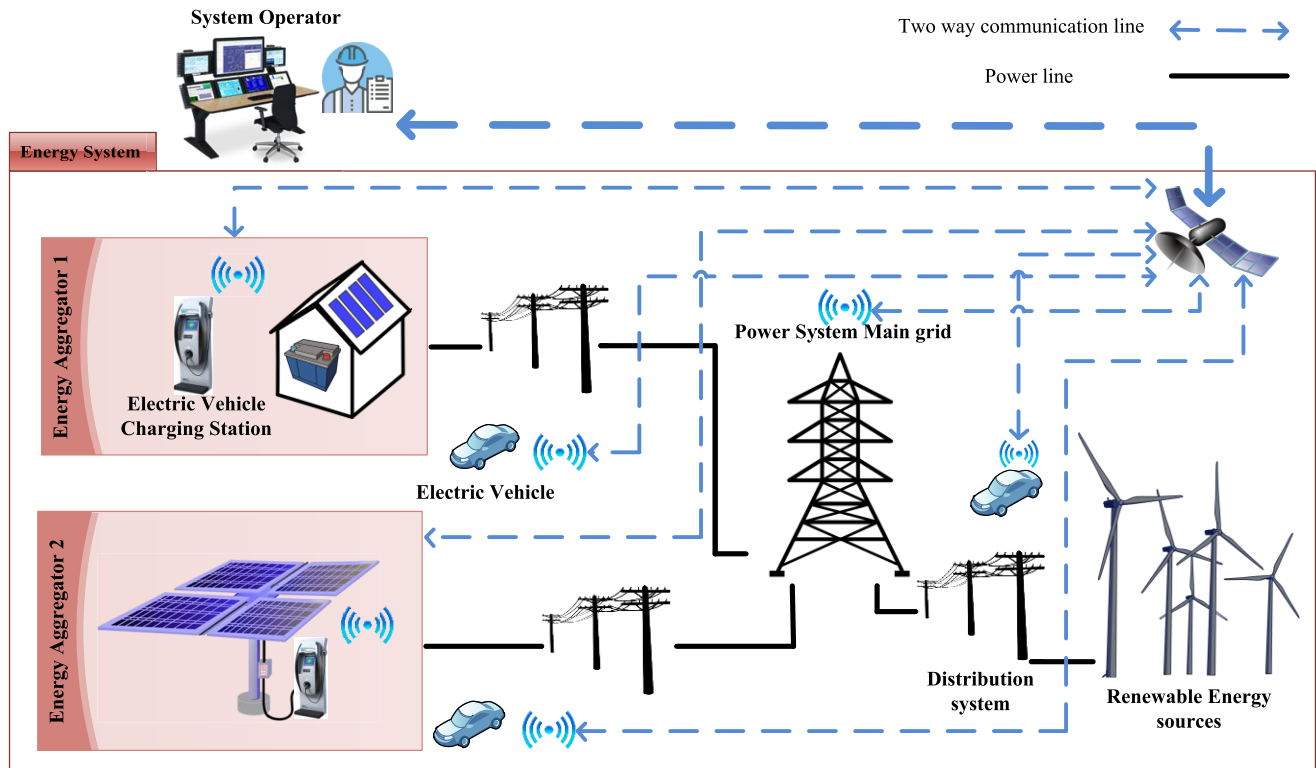 System Operator
Two way communication line
Power line
Energy System
Energy Aggregator 1
Electric Vehicle
Charging Station
Power System Main grid
Electric Vehicle
Energy Aggregator 2
Distribution
system
Renewable Energy
sources